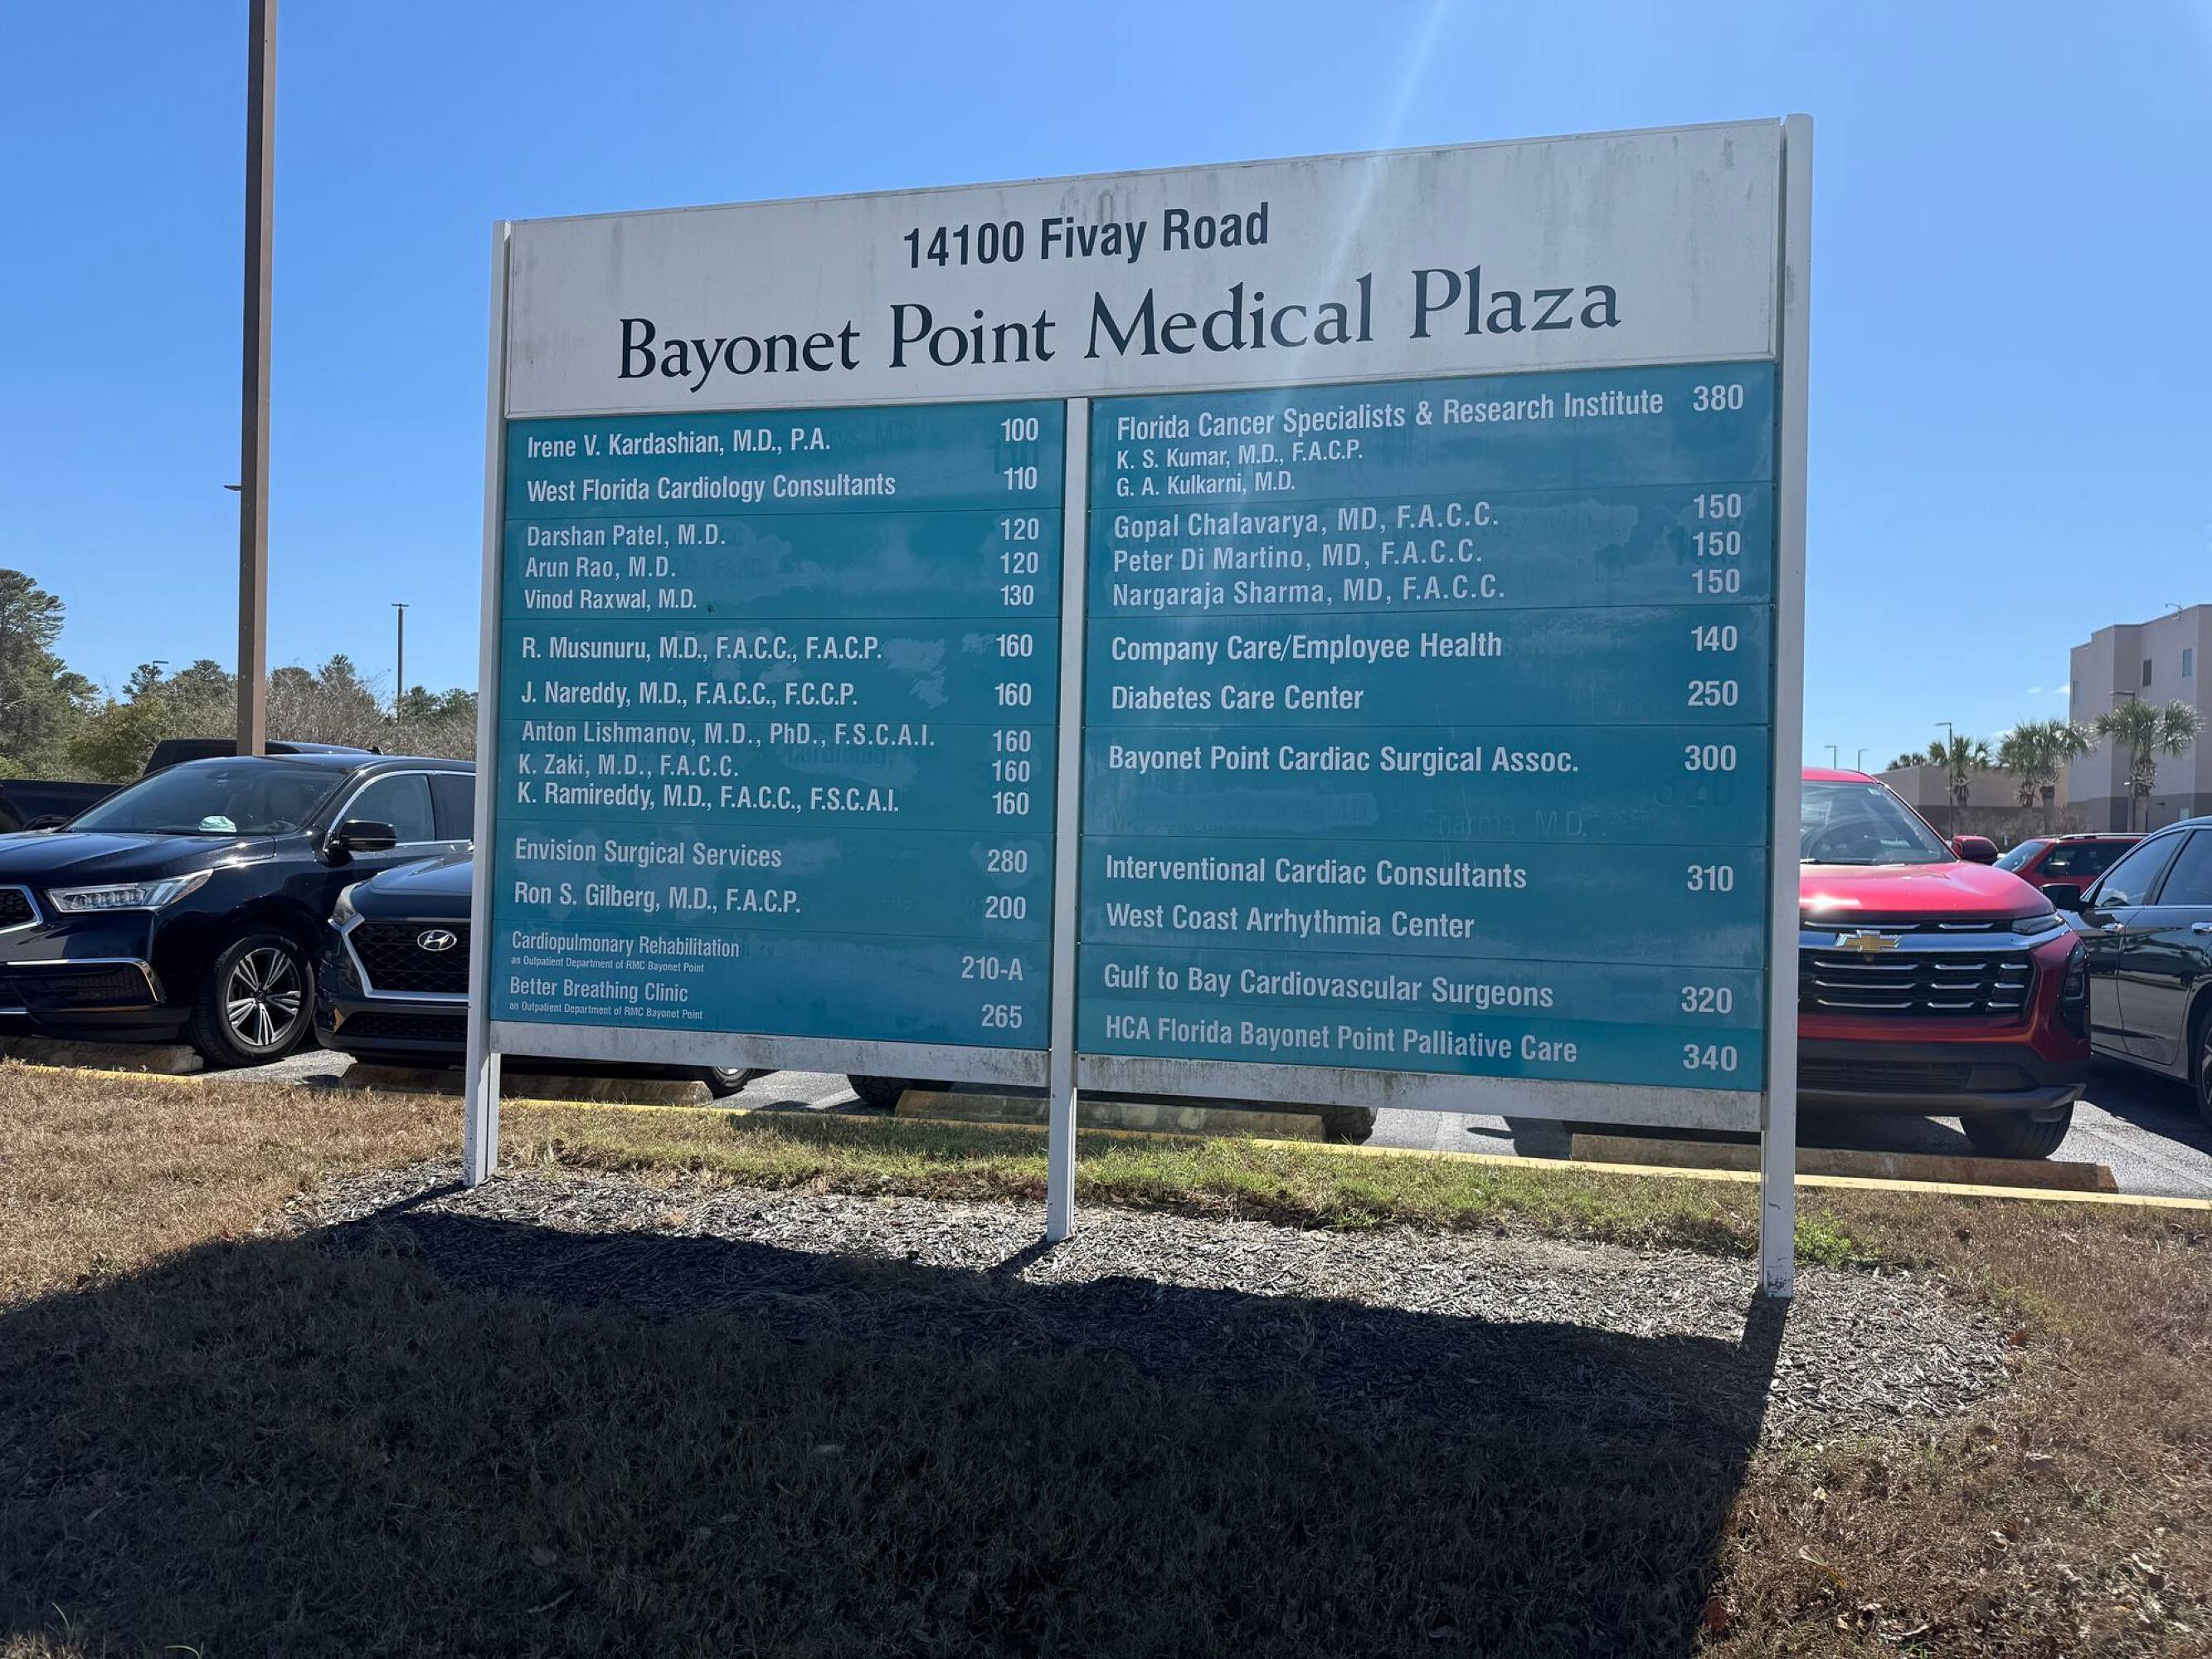 14100 Fivay Road
Bayonet Point Medical Plaza
Irene V. Kardashian, M.D., P.A. 100
West Florida Cardiology Consultants 110
Darshan Patel, M.D. 120
Arun Rao, M.D. 120
Vinod Raxwal, M.D. 130
R. Musunuru, M.D., F.A.C.C., F.A.C.P. 160
J. Nareddy, M.D., F.A.C.C., F.C.C.P. 160
Anton Lishmanov, M.D., PhD., F.S.C.A.I. 160
K. Zaki, M.D., F.A.C.C. 160
K. Ramireddy, M.D., F.A.C.C., F.S.C.A.I. 160
Envision Surgical Services 280
Ron S. Gilberg, M.D., F.A.C.P. 200
Cardiopulmonary Rehabilitation
an Outpatient Department of RMC Bayonet Point 210-A
Better Breathing Clinic
an Outpatient Department of RMC Bayonet Point 265
Florida Cancer Specialists & Research Institute 380
K. S. Kumar, M.D., F.A.C.P.
G. A. Kulkarni, M.D.
Gopal Chalavarya, MD, F.A.C.C. 150
Peter Di Martino, MD, F.A.C.C. 150
Nargaraja Sharma, MD, F.A.C.C. 150
Company Care/Employee Health 140
Diabetes Care Center 250
Bayonet Point Cardiac Surgical Assoc. 300
Interventional Cardiac Consultants 310
West Coast Arrhythmia Center
Gulf to Bay Cardiovascular Surgeons 320
HCA Florida Bayonet Point Palliative Care 340